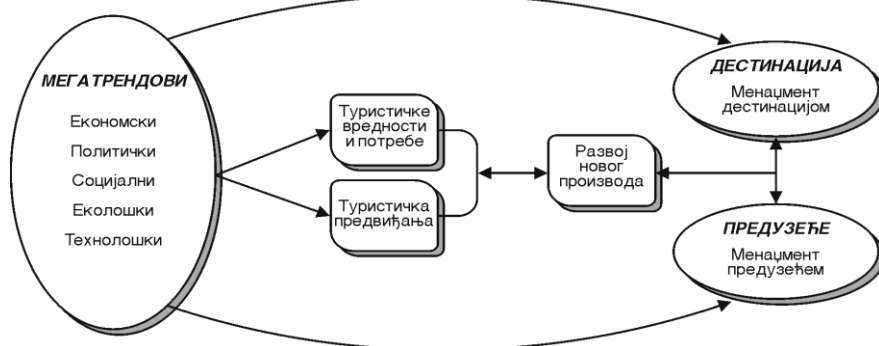 МЕГАТРЕНДОВИ
Економски
Политички
Социјални
Еколошки
Технолошки
Туристичке
вредности
и потребе
Туристичка
предвиђања
Развој
новог
производа
ДЕСТИНАЦИЈА
Менаџмент
дестинацијом
ПРЕДУЗЕЋЕ
Менаџмент
предузећем